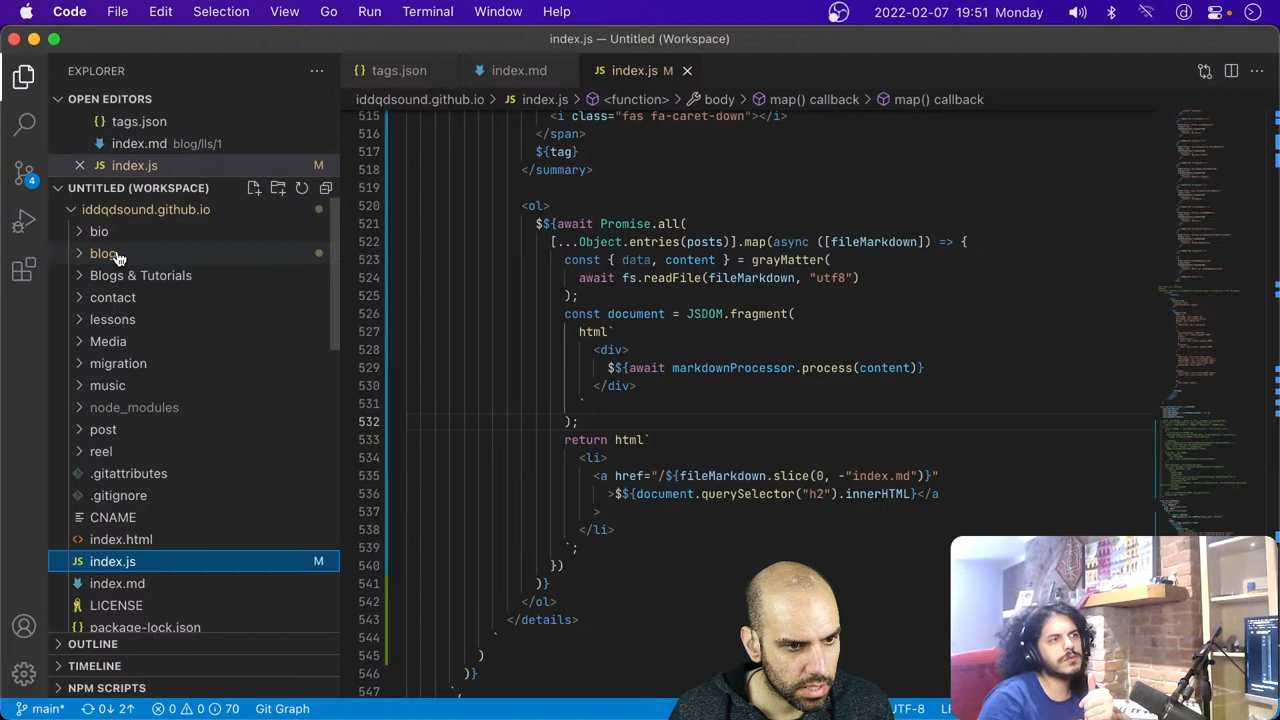 Code File Edit Selection View Go Run Terminal Window Help 2022-02-07 19:51 Monday
index.js — Untitled (Workspace)
EXPLORER
tags.json index.md index.js M
iddqdsound.github.io > JS index.js > <function> > body > map() callback > map() callback
OPEN EDITORS
tags.json
index.md blog/lls/1
JS index.js M
UNTITLED (WORKSPACE)
iddqdsound.github.io
bio
blog
Blogs & Tutorials
contact
lessons
Media
migration
music
node_modules
post
reel
.gitattributes
.gitignore
CNAME
index.html
JS index.js M
index.md
LICENSE
package-lock.json
OUTLINE
TIMELINE
NPM SCRIPTS
4
515 <i class="fas fa-caret-down"></i>
516 </span>
517 ${tag}
518 </summary>
519
520 <ol>
521 $${await Promise.all(
522 [...Object.entries(posts)].map(async ([fileMarkdown]) => {
523 const { data, content } = grayMatter(
524 await fs.readFile(fileMarkdown, "utf8")
525 );
526 const document = JSDOM.fragment(
527 html`
528 <div>
529 $${await markdownProcessor.process(content)}
530 </div>
531 `
532 );
533 return html`
534 <li>
535 <a href="/${fileMarkdown.slice(0, -"index.md")}"
536 >$${document.querySelector("h2").innerHTML}</a
537 >
538 </li>
539 `;
540 })
541 )}
542 </ol>
543 </details>
544 `
545 )
546 )}
547 `,
main* 0↓ 2↑ 0 0 70 Git Graph UTF-8